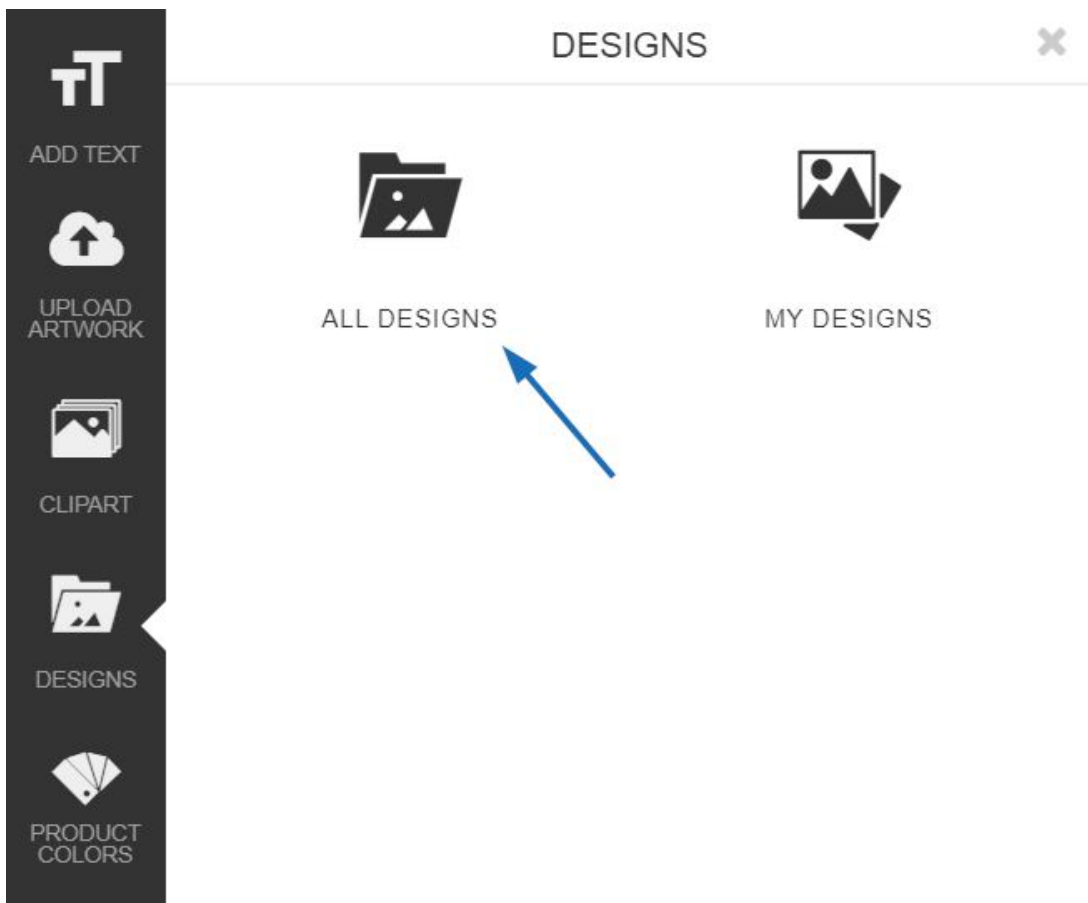 DESIGNS
ADD TEXT
UPLOAD
ARTWORK
CLIPART
DESIGNS
PRODUCT
COLORS
ALL DESIGNS
MY DESIGNS